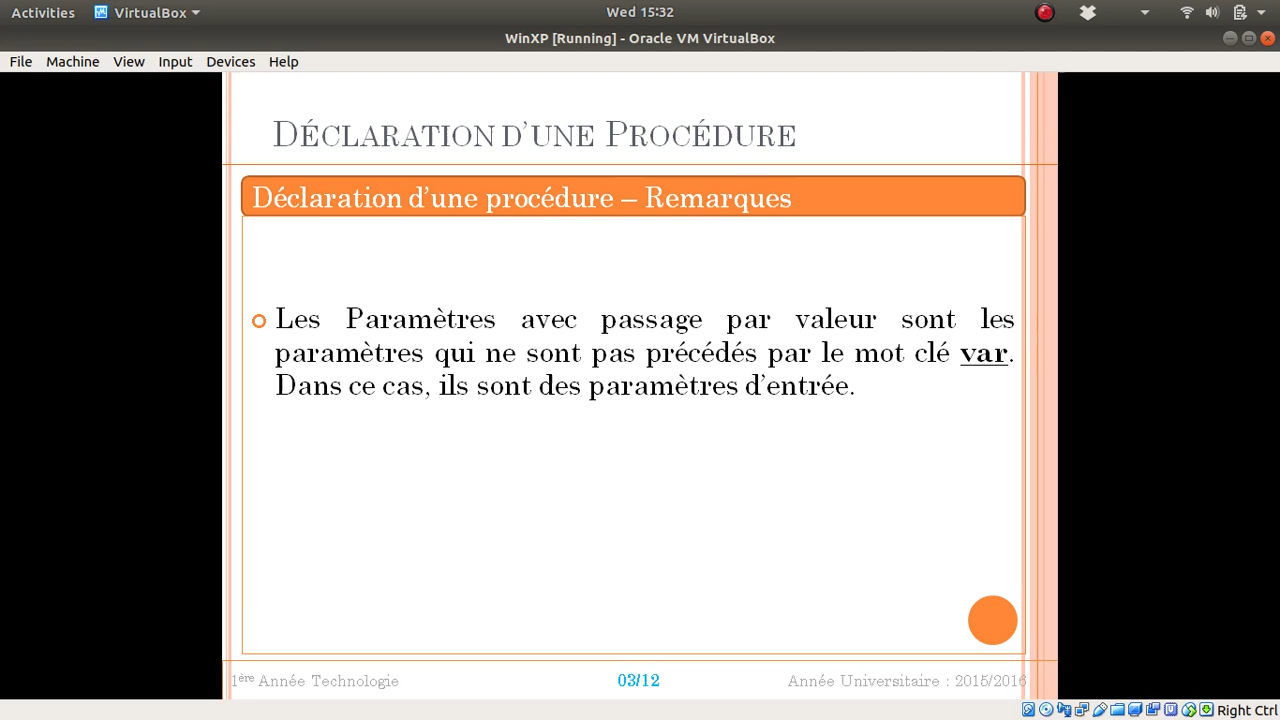 Activities VirtualBox Wed 15:32
WinXP [Running] - Oracle VM VirtualBox
File Machine View Input Devices Help
Déclaration d'une Procédure
Déclaration d'une procédure – Remarques
Les Paramètres avec passage par valeur sont les
paramètres qui ne sont pas précédés par le mot clé var.
Dans ce cas, ils sont des paramètres d'entrée.
1ère Année Technologie 03/12 Année Universitaire : 2015/2016
Right Ctrl